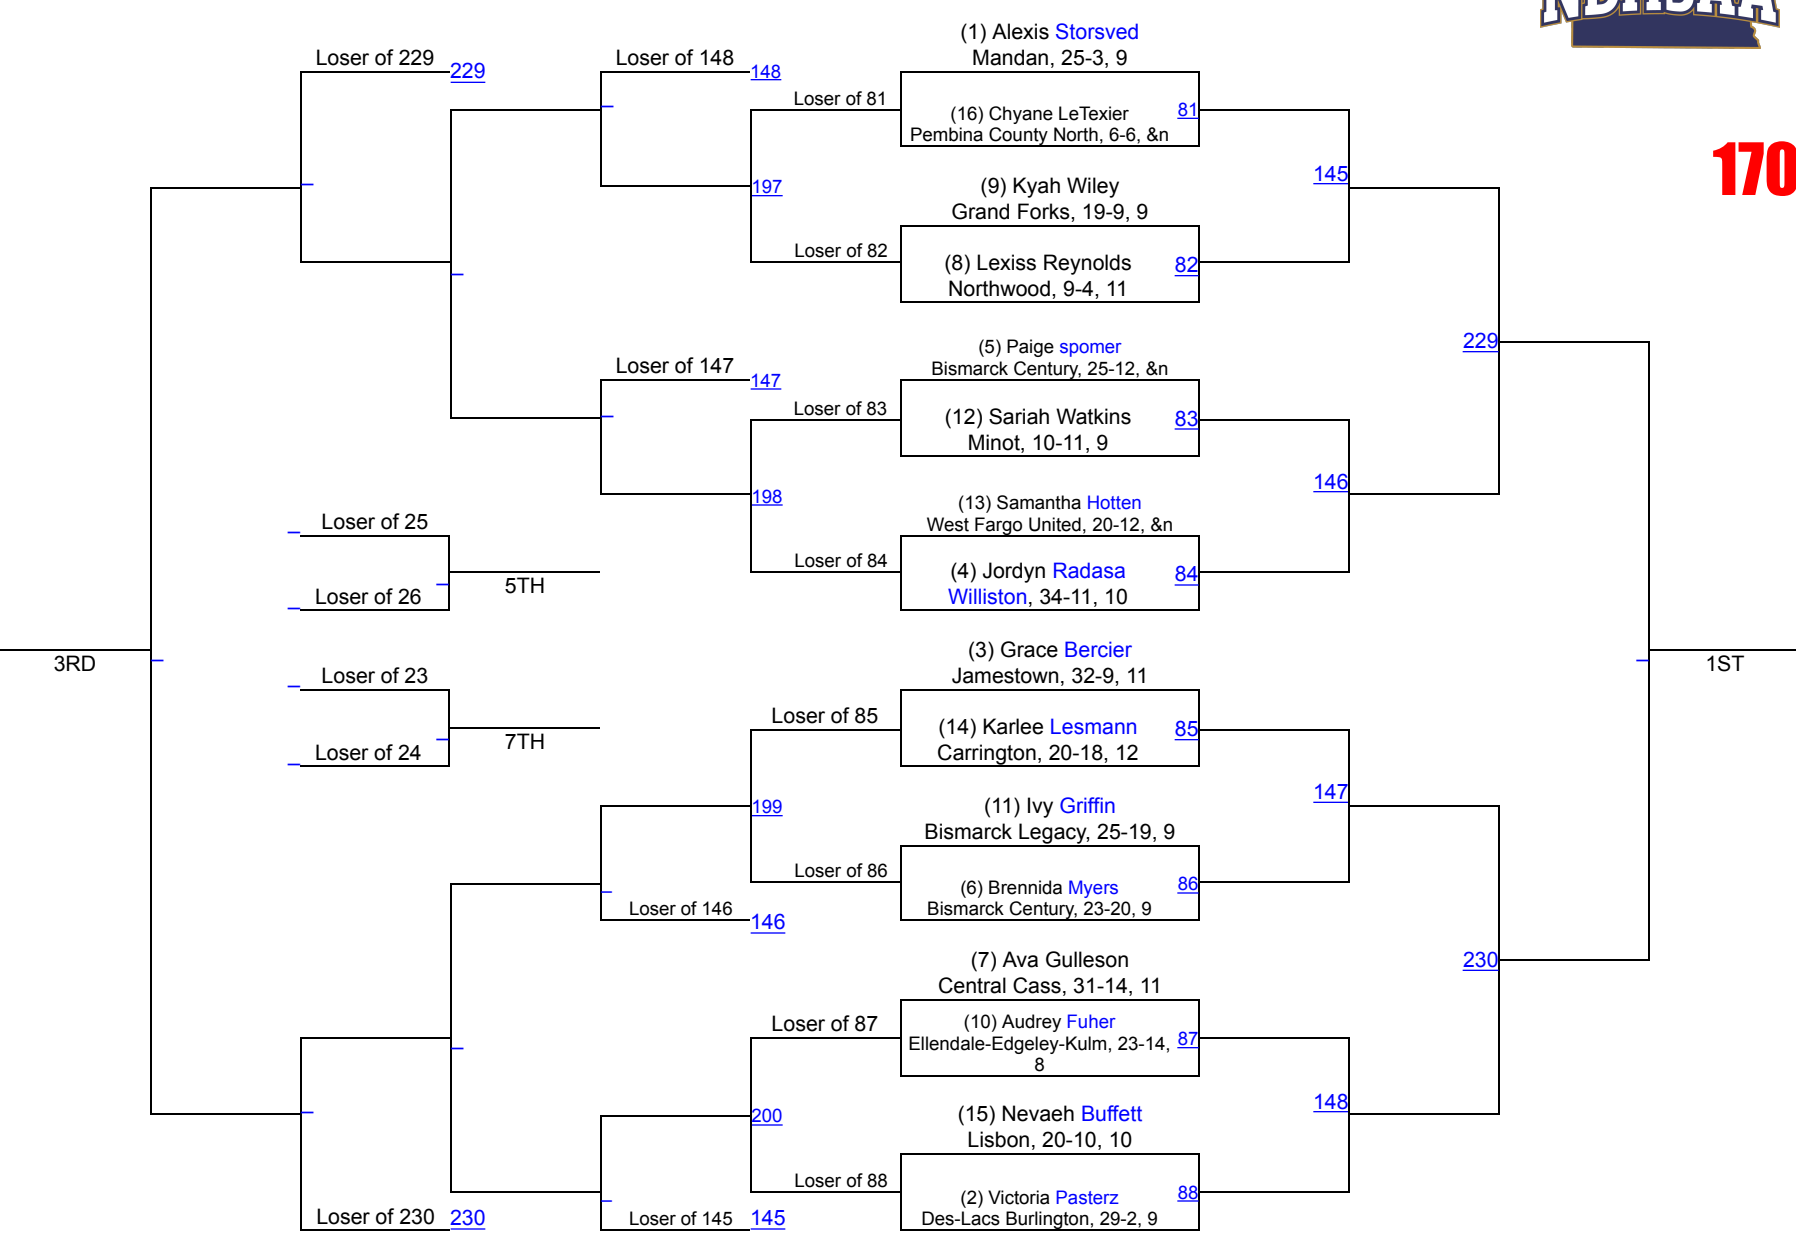 NDHSAA
170
(1) Alexis Storsved
Mandan, 25-3, 9
Loser of 229
229
Loser of 148
148
Loser of 81
(16) Chyane LeTexier
Pembina County North, 6-6, &n
81
145
197
(9) Kyah Wiley
Grand Forks, 19-9, 9
Loser of 82
(8) Lexiss Reynolds
Northwood, 9-4, 11
82
229
(5) Paige spomer
Bismarck Century, 25-12, &n
Loser of 147
147
Loser of 83
(12) Sariah Watkins
Minot, 10-11, 9
83
146
198
(13) Samantha Hotten
West Fargo United, 20-12, &n
Loser of 25
Loser of 84
(4) Jordyn Radasa
Williston, 34-11, 10
84
5TH
Loser of 26
(3) Grace Bercier
Jamestown, 32-9, 11
3RD
1ST
Loser of 23
Loser of 85
(14) Karlee Lesmann
Carrington, 20-18, 12
85
7TH
Loser of 24
147
199
(11) Ivy Griffin
Bismarck Legacy, 25-19, 9
Loser of 86
(6) Brennida Myers
Bismarck Century, 23-20, 9
86
Loser of 146
146
230
(7) Ava Gulleson
Central Cass, 31-14, 11
Loser of 87
(10) Audrey Fuher
Ellendale-Edgeley-Kulm, 23-14,
8
87
148
200
(15) Nevaeh Buffett
Lisbon, 20-10, 10
Loser of 88
(2) Victoria Pasterz
Des-Lacs Burlington, 29-2, 9
88
Loser of 230
230
Loser of 145
145